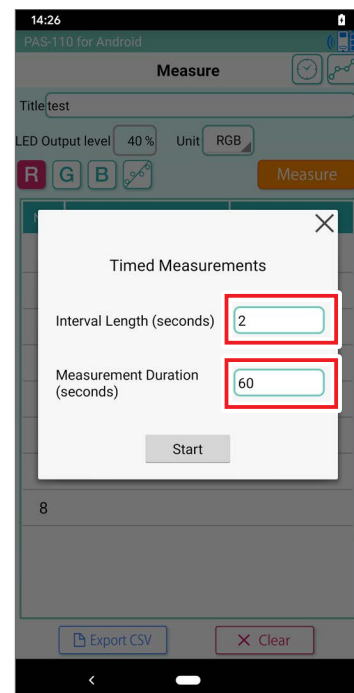 14:26
PAS-110 for Android
Measure
Title test
LED Output level 40 % Unit RGB
R G B Measure
N
Timed Measurements
Interval Length (seconds) 2
Measurement Duration
(seconds) 60
Start
8
Export CSV Clear